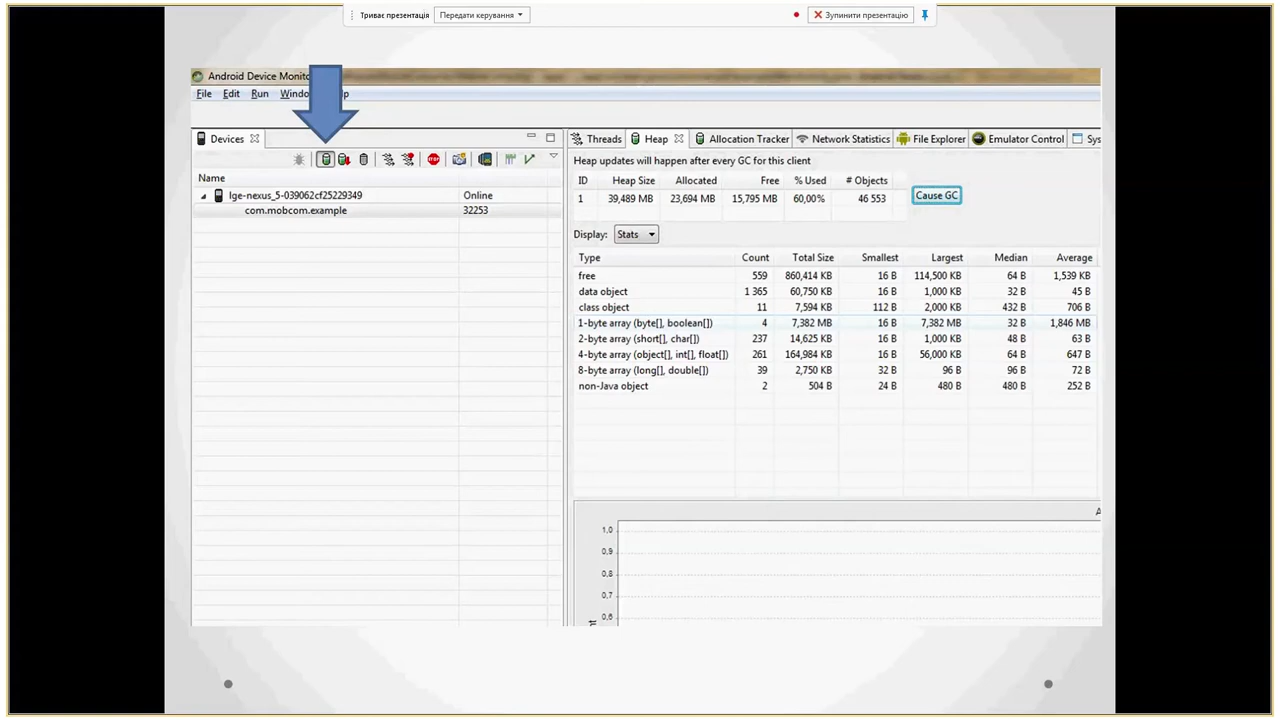 Триває презентація
Передати керування
Зупинити презентацію
Android Device Monito
File Edit Run Windo
Devices
Threads Heap Allocation Tracker Network Statistics File Explorer Emulator Control Sys
Heap updates will happen after every GC for this client
Name
ID Heap Size Allocated Free % Used # Objects
1 39,489 MB 23,694 MB 15,795 MB 60,00% 46 553
Cause GC
lge-nexus_5-039062cf25229349 Online
com.mobcom.example 32253
Display: Stats
Type Count Total Size Smallest Largest Median Average
free 559 860,414 KB 16 B 114,500 KB 64 B 1,539 KB
data object 1 365 60,750 KB 16 B 1,000 KB 32 B 45 B
class object 11 7,594 KB 112 B 2,000 KB 432 B 706 B
1-byte array (byte[], boolean[]) 4 7,382 MB 16 B 7,382 MB 32 B 1,846 MB
2-byte array (short[], char[]) 237 14,625 KB 16 B 1,000 KB 48 B 63 B
4-byte array (object[], int[], float[]) 261 164,984 KB 16 B 56,000 KB 64 B 647 B
8-byte array (long[], double[]) 39 2,750 KB 32 B 96 B 96 B 72 B
non-Java object 2 504 B 24 B 480 B 480 B 252 B
1,0
0,9
0,8
0,7
0,6